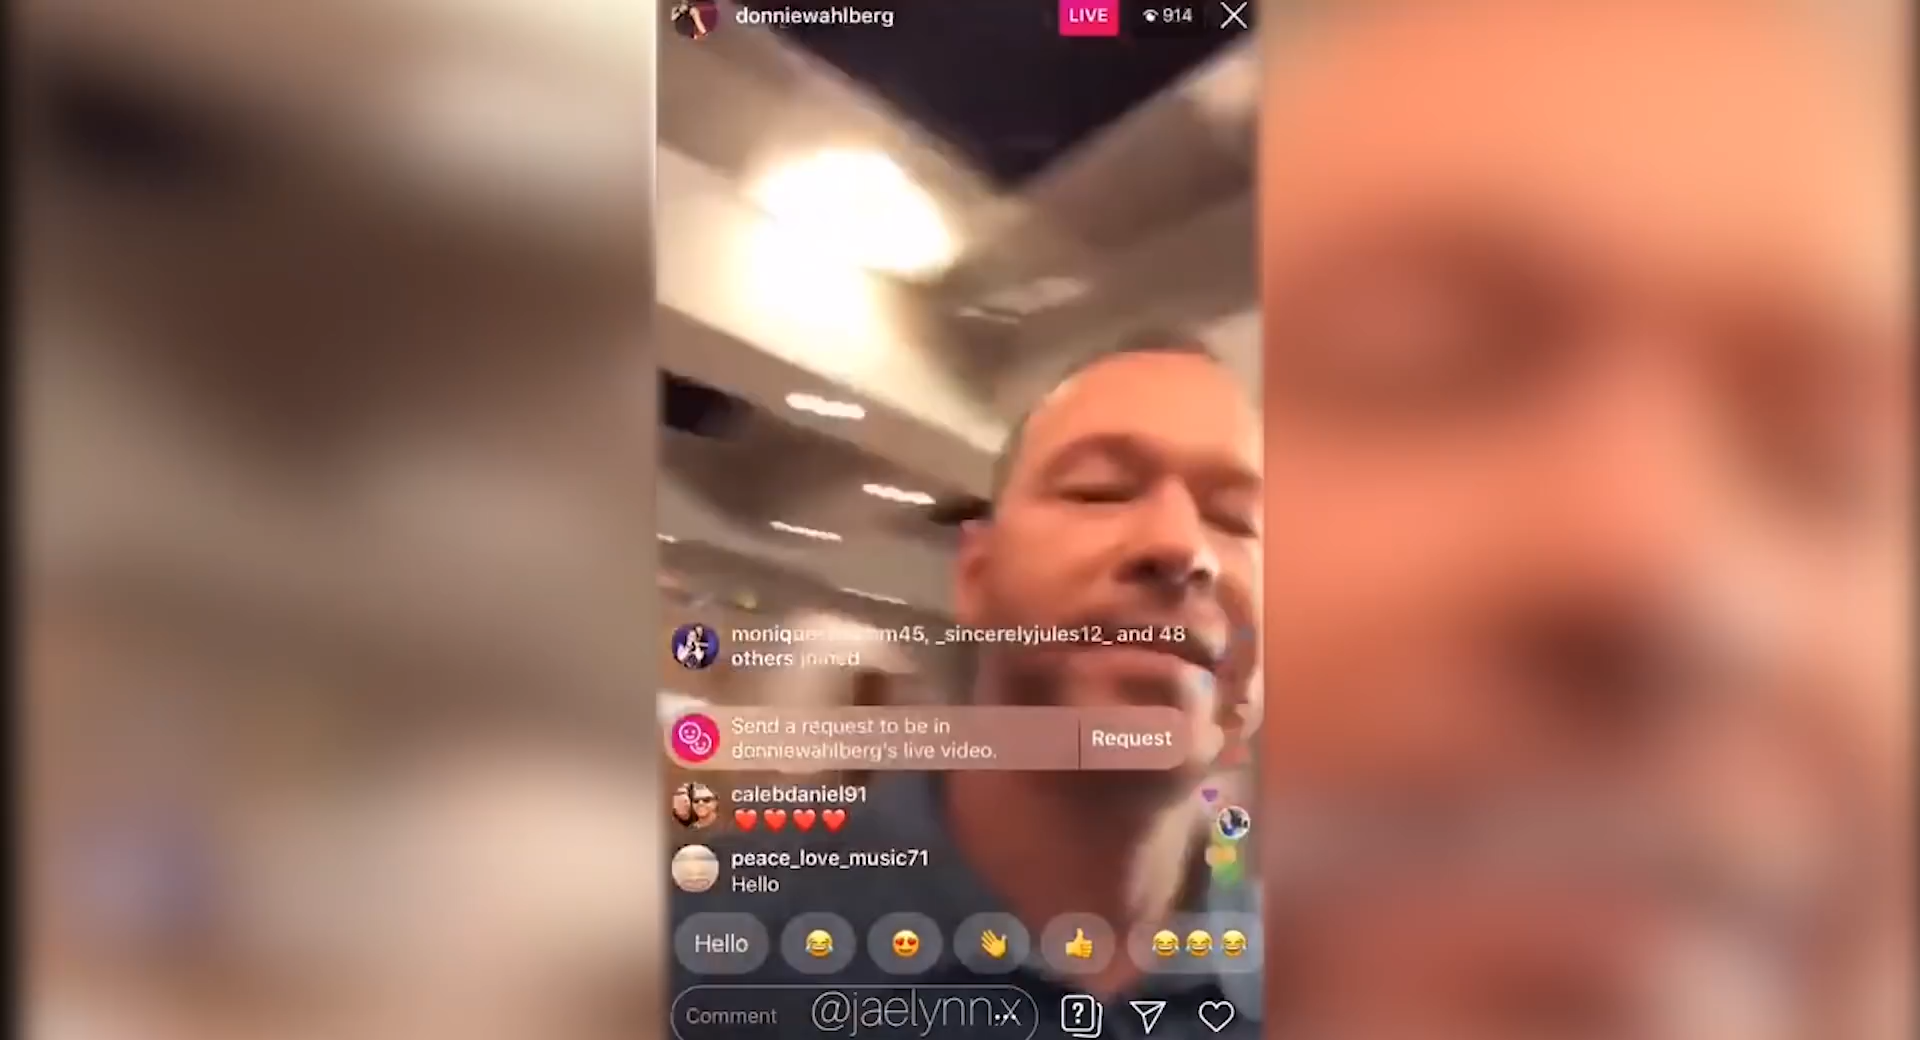 donniewahlberg
LIVE
914
_sincerelyjules12_ and 48
others joined
Send a request to be in
donniewahlberg's live video.
Request
calebdaniel91
❤️❤️❤️❤️
peace_love_music71
Hello
Hello 😂 😍 👋 👍 😂😂😂
Comment
@jaelynn.x